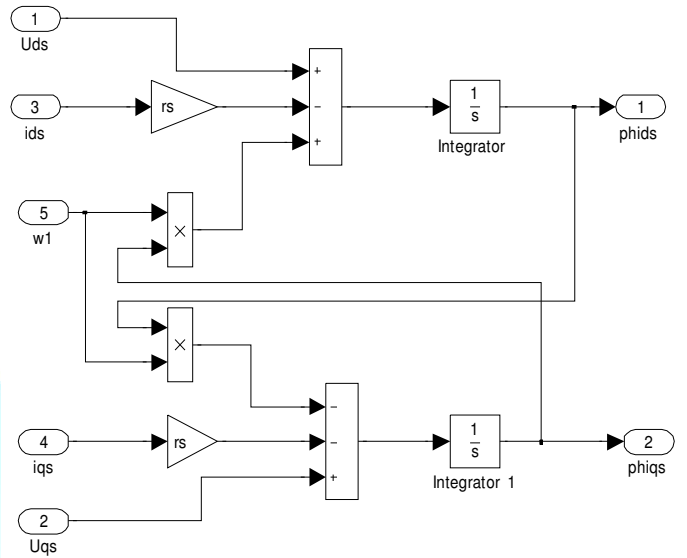 1
Uds
+
3
ids
rs
−
1
s
Integrator
1
phids
+
5
w1
×
×
−
4
iqs
rs
−
1
s
Integrator 1
2
phiqs
+
2
Uqs